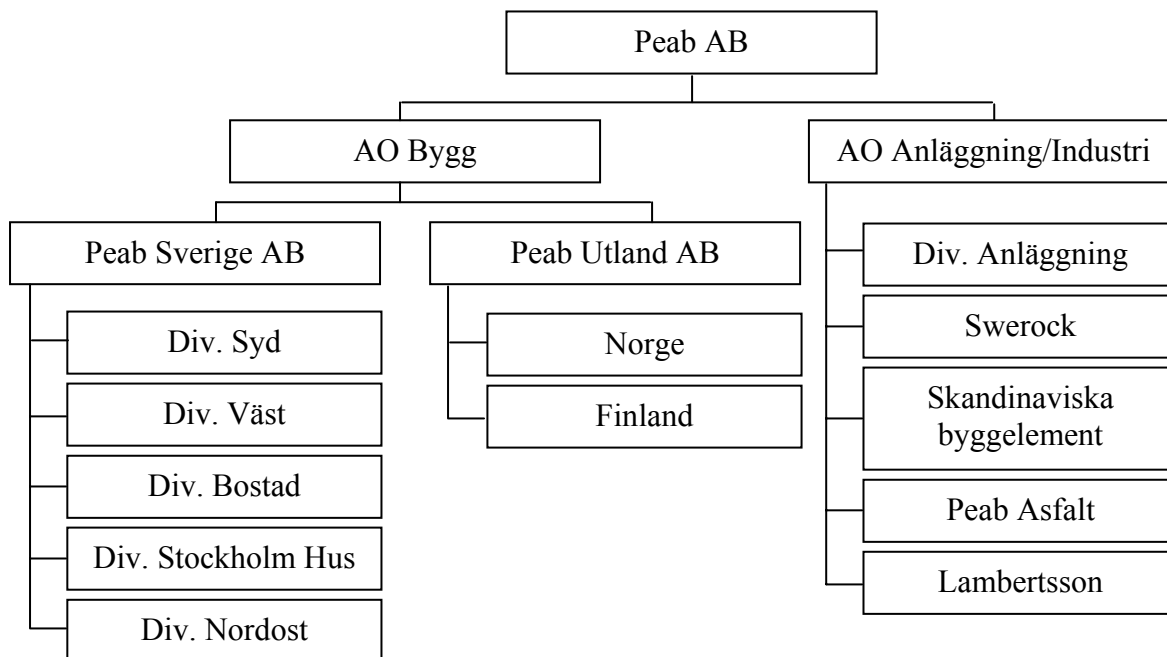 Peab AB
AO Bygg
AO Anläggning/Industri
Peab Sverige AB
Peab Utland AB
Div. Syd
Div. Väst
Div. Bostad
Div. Stockholm Hus
Div. Nordost
Norge
Finland
Div. Anläggning
Swerock
Skandinaviska
byggelement
Peab Asfalt
Lambertsson